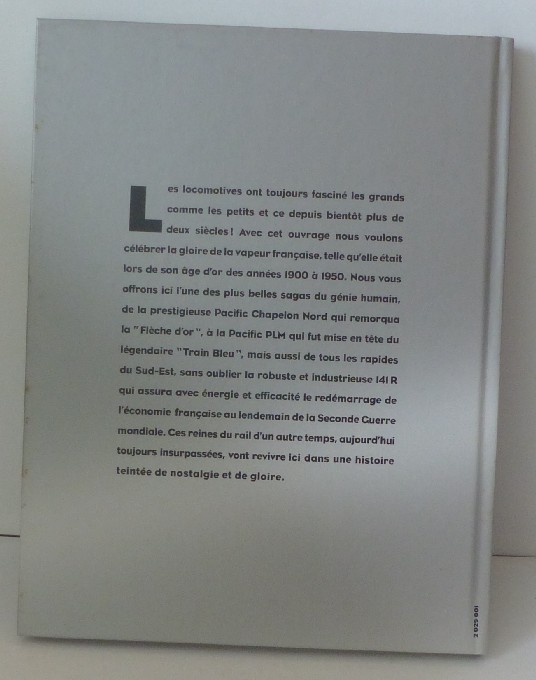 Les locomotives ont toujours fasciné les grands
comme les petits et ce depuis bientôt plus de
deux siècles! Avec cet ouvrage nous voulons
célébrer la gloire de la vapeur française, telle qu'elle était
lors de son âge d'or des années 1900 à 1950. Nous vous
offrons ici l'une des plus belles sagas du génie humain,
de la prestigieuse Pacific Chapelon Nord qui remorqua
la "Flèche d'or", à la Pacific PLM qui fut mise en tête du
légendaire "Train Bleu", mais aussi de tous les rapides
du Sud-Est, sans oublier la robuste et industrieuse 141 R
qui assura avec énergie et efficacité le redémarrage de
l'économie française au lendemain de la Seconde Guerre
mondiale. Ces reines du rail d'un autre temps, aujourd'hui
toujours insurpassées, vont revivre ici dans une histoire
teintée de nostalgie et de gloire.
2 025 601